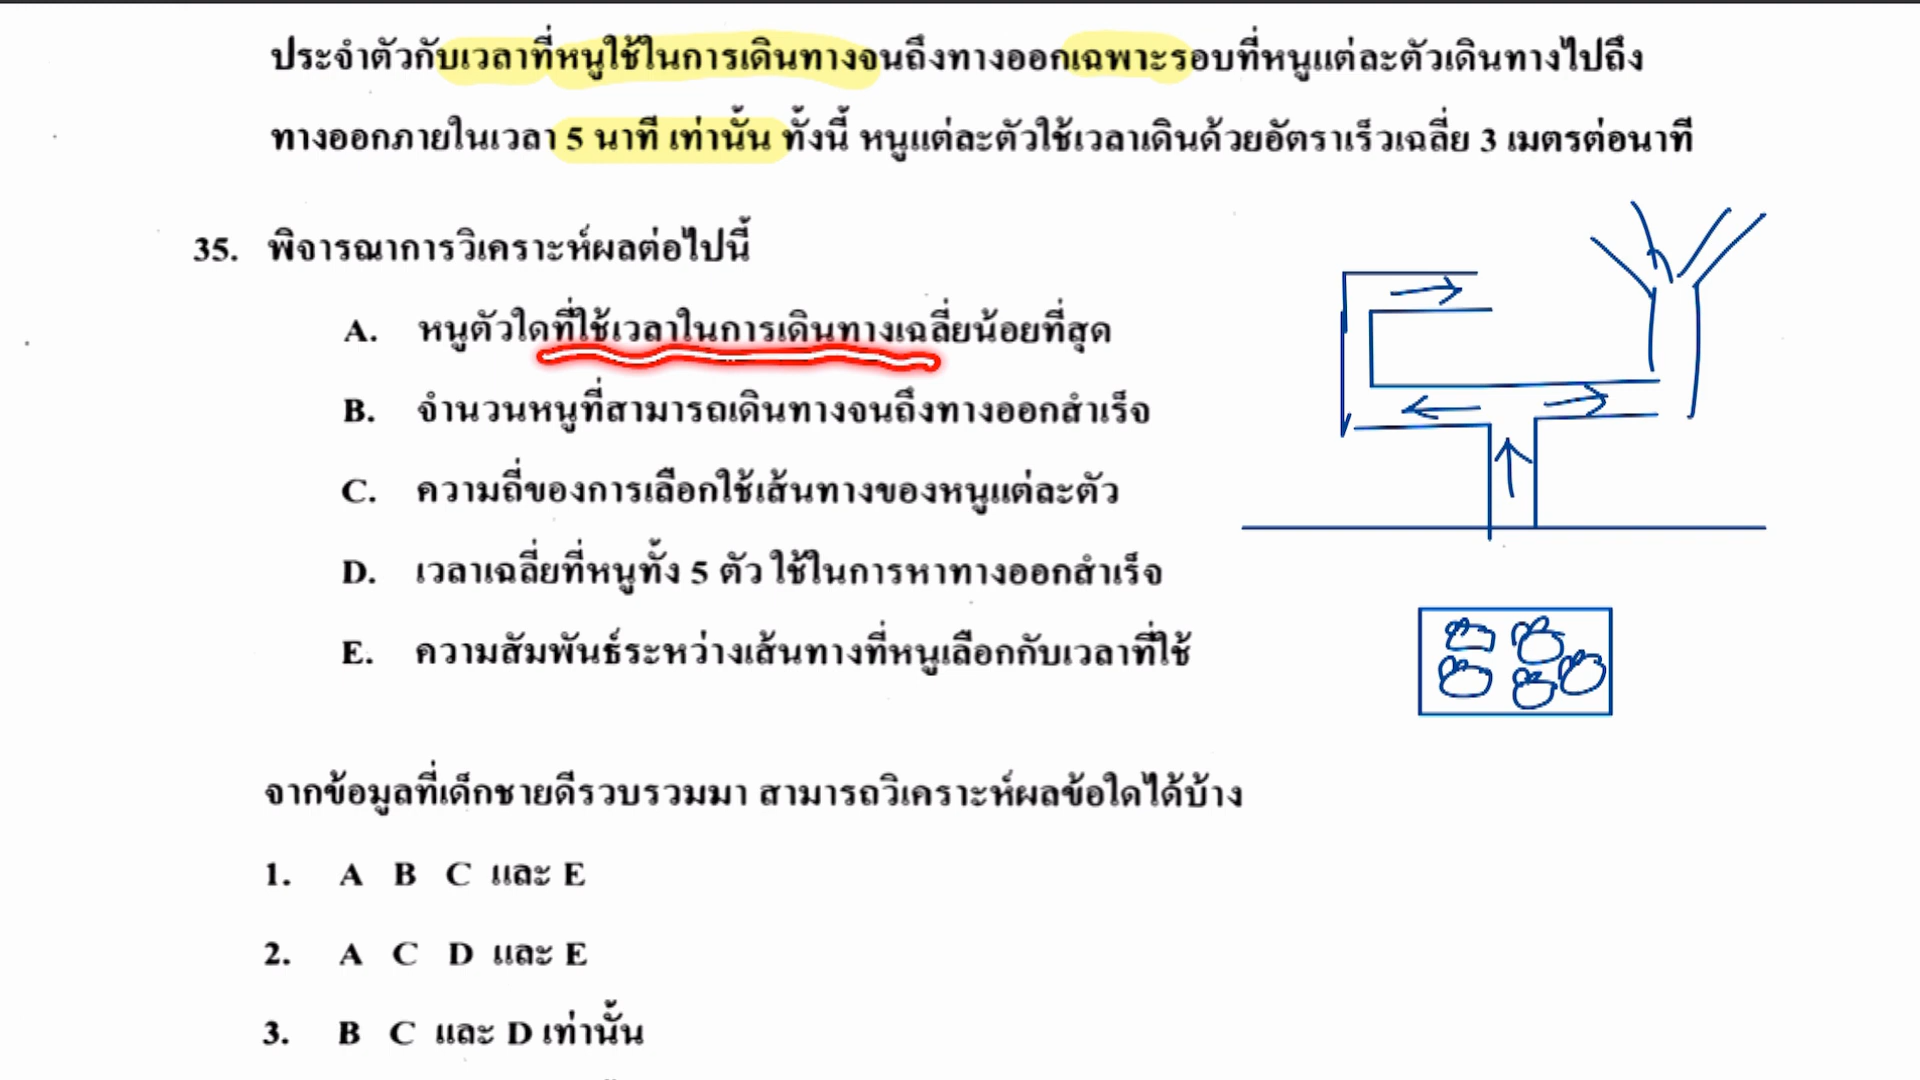 ประจำตัวกับเวลาที่หนูใช้ในการเดินทางจนถึงทางออกเฉพาะรอบที่หนูแต่ละตัวเดินทางไปถึง
ทางออกภายในเวลา 5 นาที เท่านั้น ทั้งนี้ หนูแต่ละตัวใช้เวลาเดินด้วยอัตราเร็วเฉลี่ย 3 เมตรต่อนาที
35. พิจารณาการวิเคราะห์ผลต่อไปนี้
A. หนูตัวใดที่ใช้เวลาในการเดินทางเฉลี่ยน้อยที่สุด
B. จำนวนหนูที่สามารถเดินทางจนถึงทางออกสำเร็จ
C. ความถี่ของการเลือกใช้เส้นทางของหนูแต่ละตัว
D. เวลาเฉลี่ยที่หนูทั้ง 5 ตัว ใช้ในการหาทางออกสำเร็จ
E. ความสัมพันธ์ระหว่างเส้นทางที่หนูเลือกกับเวลาที่ใช้
จากข้อมูลที่เด็กชายดีรวบรวมมา สามารถวิเคราะห์ผลข้อใดได้บ้าง
1. A B C และ E
2. A C D และ E
3. B C และ D เท่านั้น